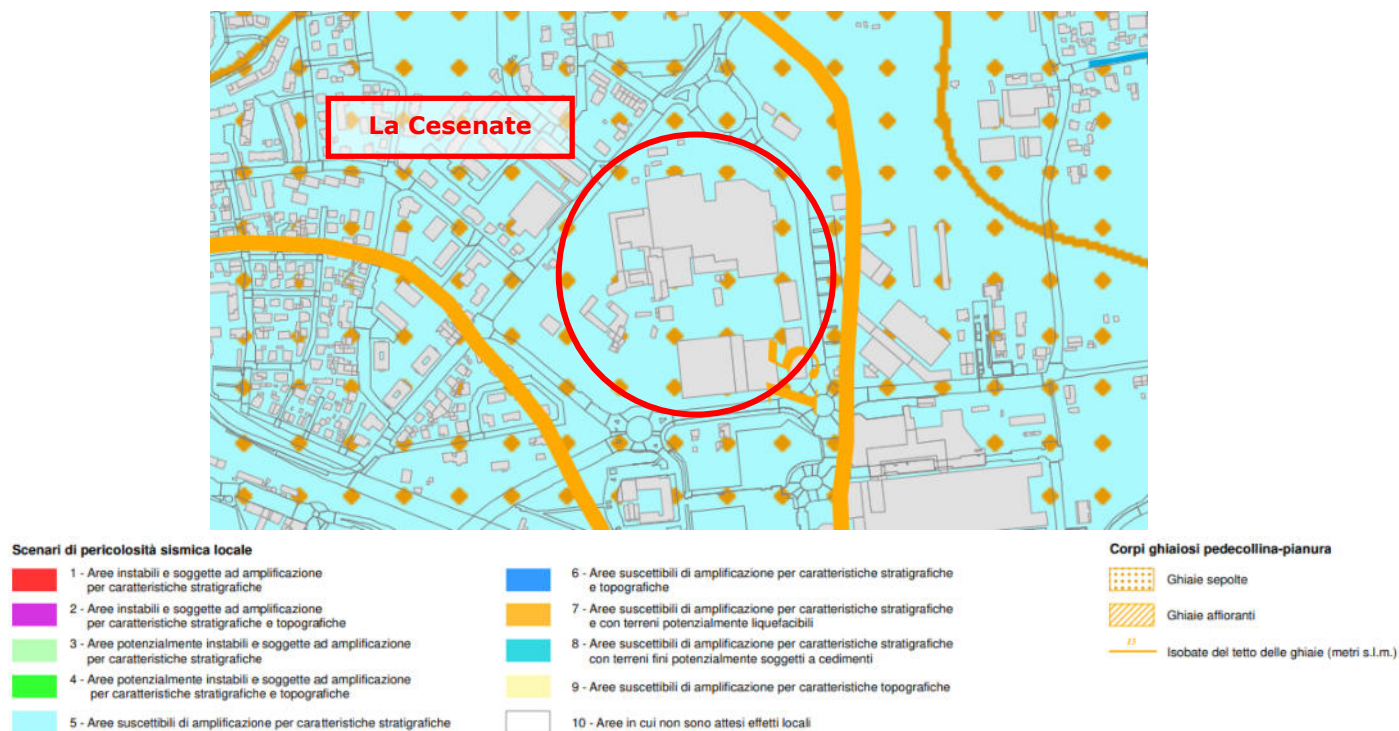 La Cesenate
15
Scenari di pericolosità sismica locale
1 - Aree instabili e soggette ad amplificazione
per caratteristiche stratigrafiche
2 - Aree instabili e soggette ad amplificazione
per caratteristiche stratigrafiche e topografiche
3 - Aree potenzialmente instabili e soggette ad amplificazione
per caratteristiche stratigrafiche
4 - Aree potenzialmente instabili e soggette ad amplificazione
per caratteristiche stratigrafiche e topografiche
5 - Aree suscettibili di amplificazione per caratteristiche stratigrafiche
6 - Aree suscettibili di amplificazione per caratteristiche stratigrafiche
e topografiche
7 - Aree suscettibili di amplificazione per caratteristiche stratigrafiche
e con terreni potenzialmente liquefacibili
8 - Aree suscettibili di amplificazione per caratteristiche stratigrafiche
con terreni fini potenzialmente soggetti a cedimenti
9 - Aree suscettibili di amplificazione per caratteristiche topografiche
10 - Aree in cui non sono attesi effetti locali
Corpi ghiaiosi pedecollina-pianura
Ghiaie sepolte
Ghiaie affioranti
15
Isobate del tetto delle ghiaie (metri s.l.m.)